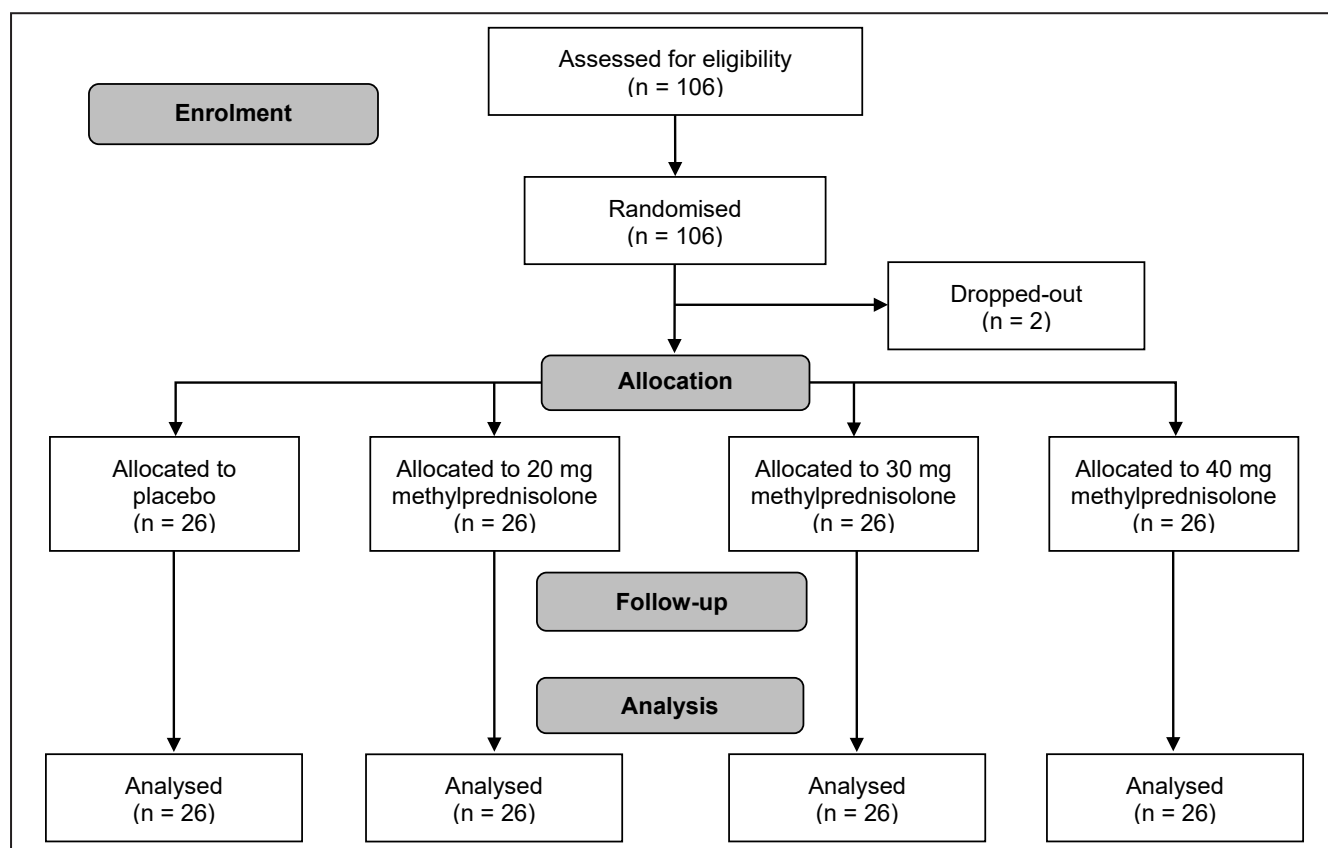 Assessed for eligibility
(n = 106)
Enrolment
Randomised
(n = 106)
Dropped-out
(n = 2)
Allocation
Allocated to
placebo
(n = 26)
Allocated to 20 mg
methylprednisolone
(n = 26)
Allocated to 30 mg
methylprednisolone
(n = 26)
Allocated to 40 mg
methylprednisolone
(n = 26)
Follow-up
Analysis
Analysed
(n = 26)
Analysed
(n = 26)
Analysed
(n = 26)
Analysed
(n = 26)